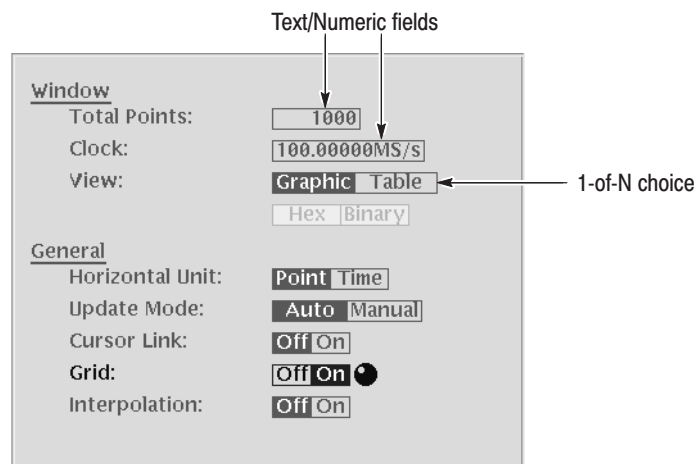 Text/Numeric fields
Window
Total Points: 1000
Clock: 100.00000MS/s
View: Graphic Table
1-of-N choice
Hex Binary
General
Horizontal Unit: Point Time
Update Mode: Auto Manual
Cursor Link: Off On
Grid: Off On
Interpolation: Off On